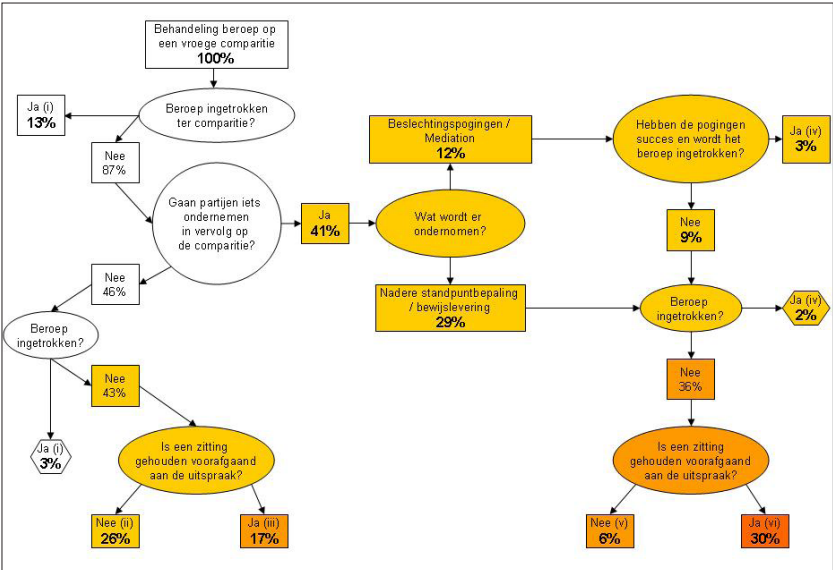 Behandeling beroep op
een vroege comparitie
100%
Beroep ingetrokken
ter comparitie?
Ja (i)
13%
Nee
87%
Gaan partijen iets
ondernemen
in vervolg op
de comparitie?
Ja
41%
Wat wordt er
ondernomen?
Beslechtingspogingen /
Mediation
12%
Hebben de pogingen
succes en wordt het
beroep ingetrokken?
Ja (iv)
3%
Nee
9%
Nadere standpuntbepaling
/ bewijslevering
29%
Beroep
ingetrokken?
Ja (iv)
2%
Nee
36%
Is een zitting
gehouden voorafgaand
aan de uitspraak?
Nee (v)
6%
Ja (vi)
30%
Nee
46%
Beroep
ingetrokken?
Ja (i)
3%
Nee
43%
Is een zitting
gehouden voorafgaand
aan de uitspraak?
Nee (ii)
26%
Ja (iii)
17%